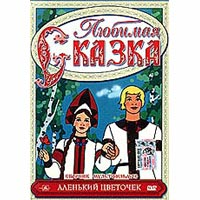 Любимая
СКАЗКА
СБОРНИК МУЛЬТФИЛЬМОВ
АЛЕНЬКИЙ ЦВЕТОЧЕК
DVD